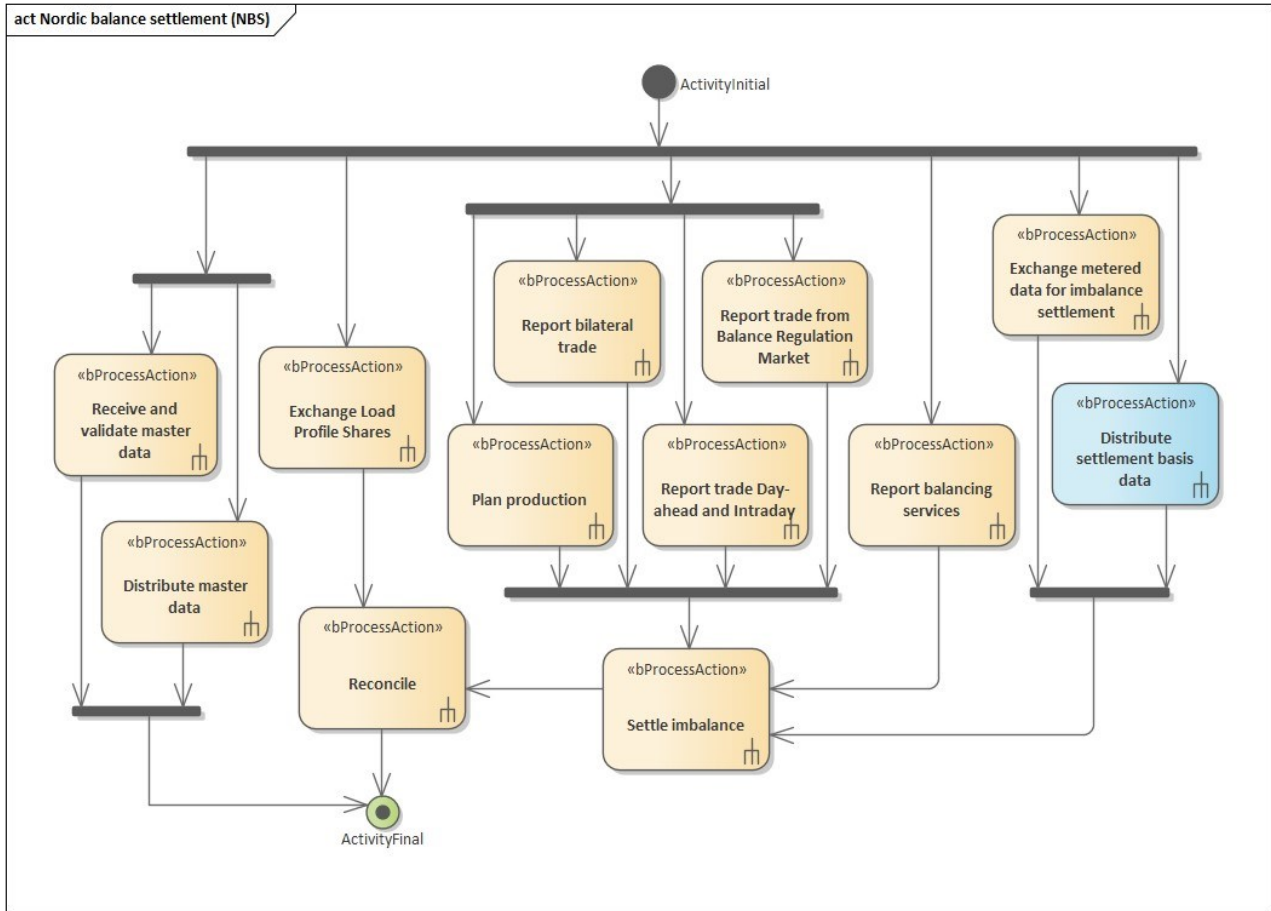 act Nordic balance settlement (NBS)
ActivityInitial
«bProcessAction»
Exchange metered
data for imbalance
settlement
«bProcessAction»
Report bilateral
trade
«bProcessAction»
Report trade from
Balance Regulation
Market
«bProcessAction»
Receive and
validate master
data
«bProcessAction»
Exchange Load
Profile Shares
«bProcessAction»
Distribute
settlement basis
data
«bProcessAction»
Plan production
«bProcessAction»
Report trade Day-
ahead and Intraday
«bProcessAction»
Report balancing
services
«bProcessAction»
Distribute master
data
«bProcessAction»
Reconcile
«bProcessAction»
Settle imbalance
ActivityFinal